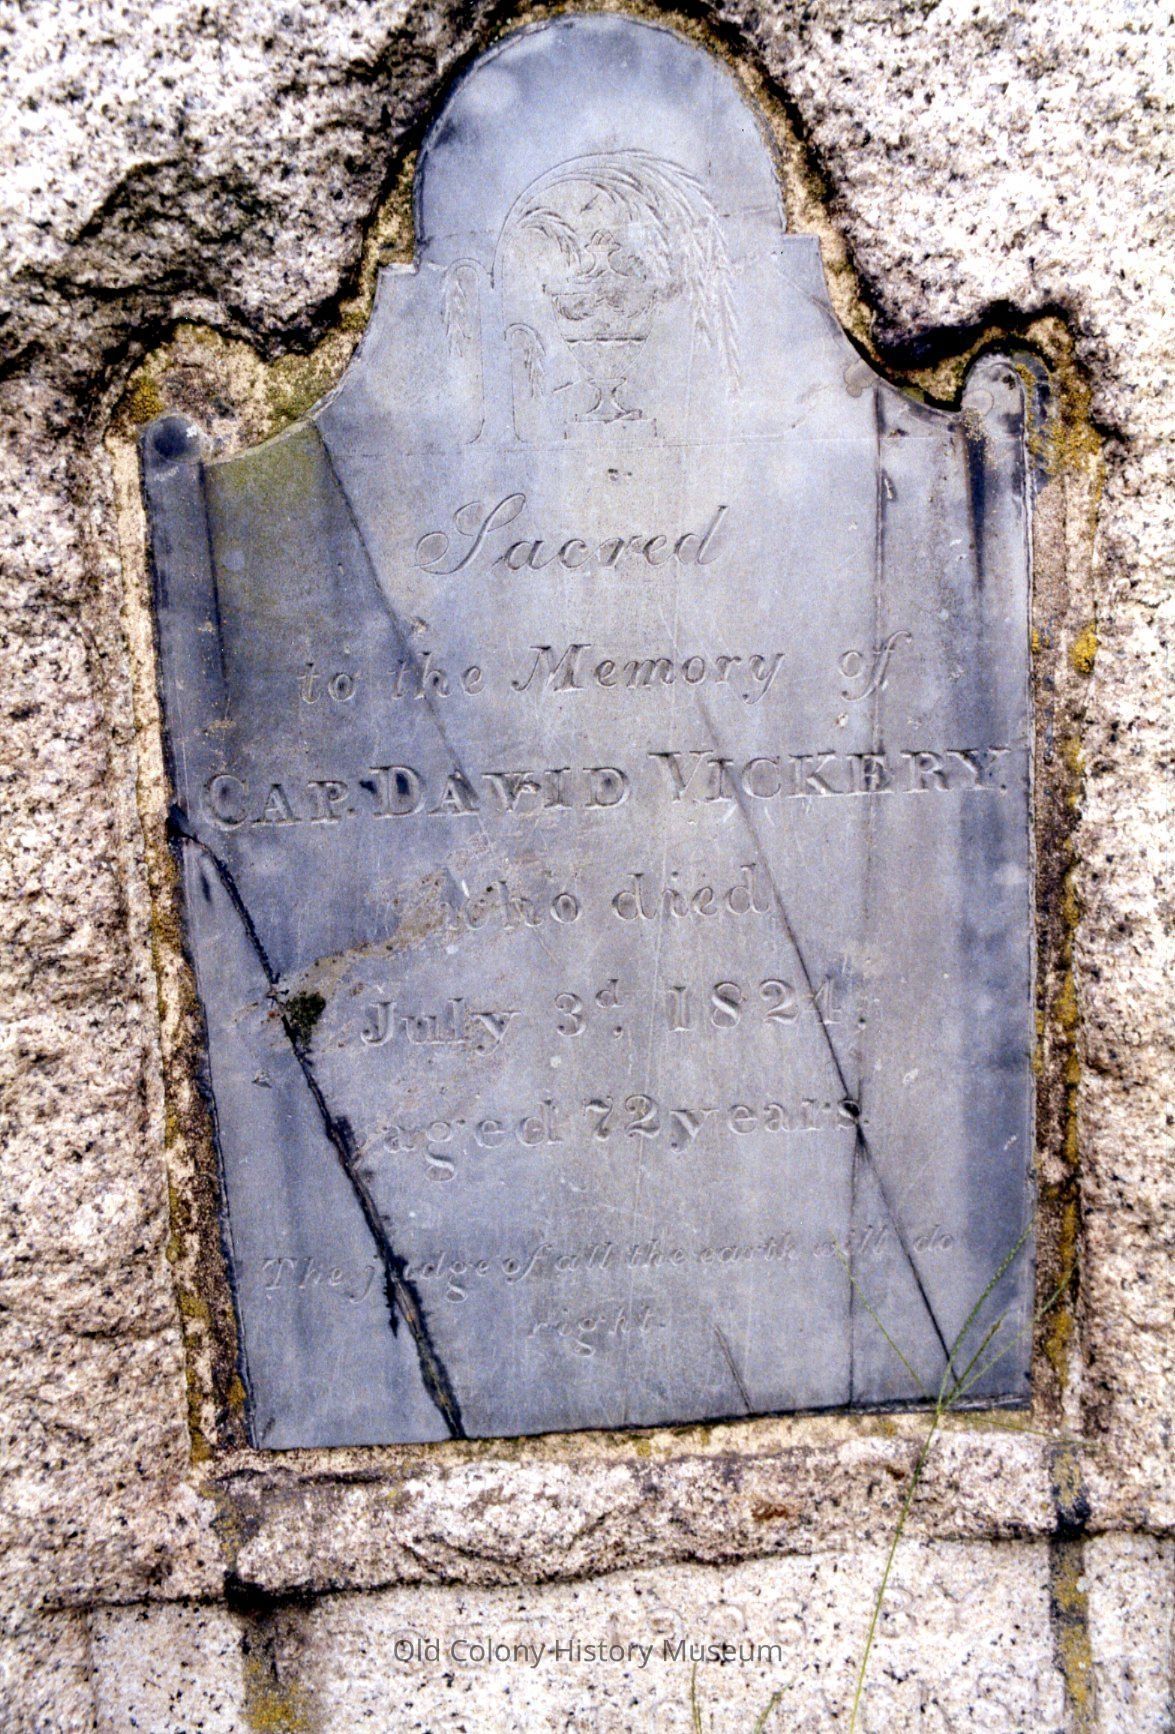 Sacred
to the Memory of
CAP. DAVID VICKERY.
who died
July 3d. 1824.
aged 72 years.
The judge of all the earth will do
right.
Old Colony History Museum